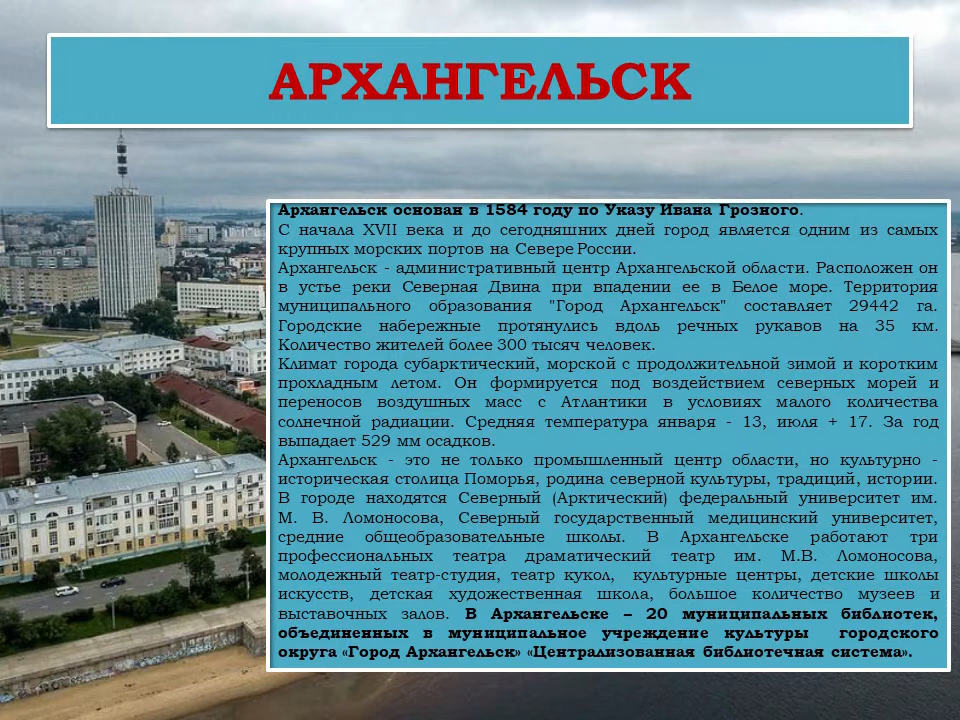 АРХАНГЕЛЬСК
Архангельск основан в 1584 году по Указу Ивана Грозного.
С начала XVII века и до сегодняшних дней город является одним из самых
крупных морских портов на Севере России.
Архангельск - административный центр Архангельской области. Расположен он
в устье реки Северная Двина при впадении ее в Белое море. Территория
муниципального образования "Город Архангельск" составляет 29442 га.
Городские набережные протянулись вдоль речных рукавов на 35 км.
Количество жителей более 300 тысяч человек.
Климат города субарктический, морской с продолжительной зимой и коротким
прохладным летом. Он формируется под воздействием северных морей и
переносов воздушных масс с Атлантики в условиях малого количества
солнечной радиации. Средняя температура января - 13, июля + 17. За год
выпадает 529 мм осадков.
Архангельск - это не только промышленный центр области, но культурно -
историческая столица Поморья, родина северной культуры, традиций, истории.
В городе находятся Северный (Арктический) федеральный университет им.
М. В. Ломоносова, Северный государственный медицинский университет,
средние общеобразовательные школы. В Архангельске работают три
профессиональных театра драматический театр им. М.В. Ломоносова,
молодежный театр-студия, театр кукол, культурные центры, детские школы
искусств, детская художественная школа, большое количество музеев и
выставочных залов. В Архангельске – 20 муниципальных библиотек,
объединенных в муниципальное учреждение культуры городского
округа «Город Архангельск» «Централизованная библиотечная система».